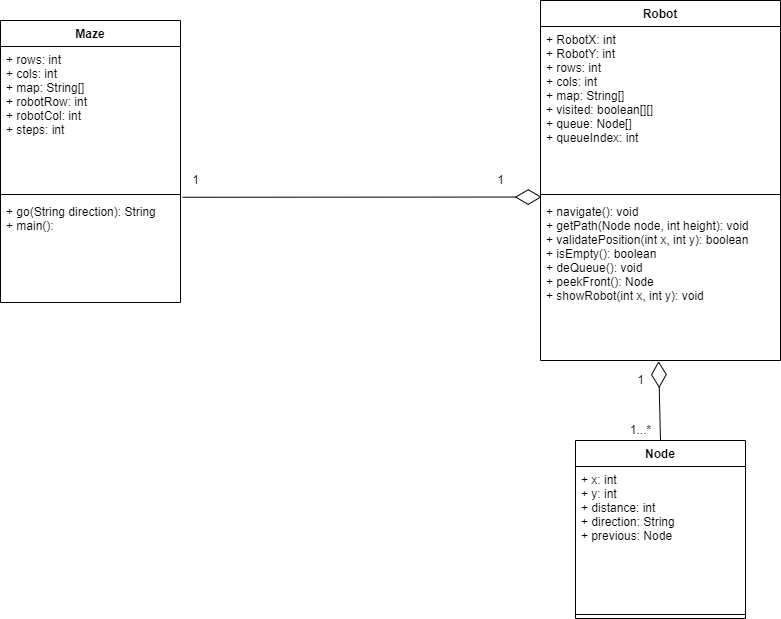 Maze
+ rows: int
+ cols: int
+ map: String[]
+ robotRow: int
+ robotCol: int
+ steps: int
+ go(String direction): String
+ main():
1
1
Robot
+ RobotX: int
+ RobotY: int
+ rows: int
+ cols: int
+ map: String[]
+ visited: boolean[][]
+ queue: Node[]
+ queueIndex: int
+ navigate(): void
+ getPath(Node node, int height): void
+ validatePosition(int x, int y): boolean
+ isEmpty(): boolean
+ deQueue(): void
+ peekFront(): Node
+ showRobot(int x, int y): void
1
1...*
Node
+ x: int
+ y: int
+ distance: int
+ direction: String
+ previous: Node